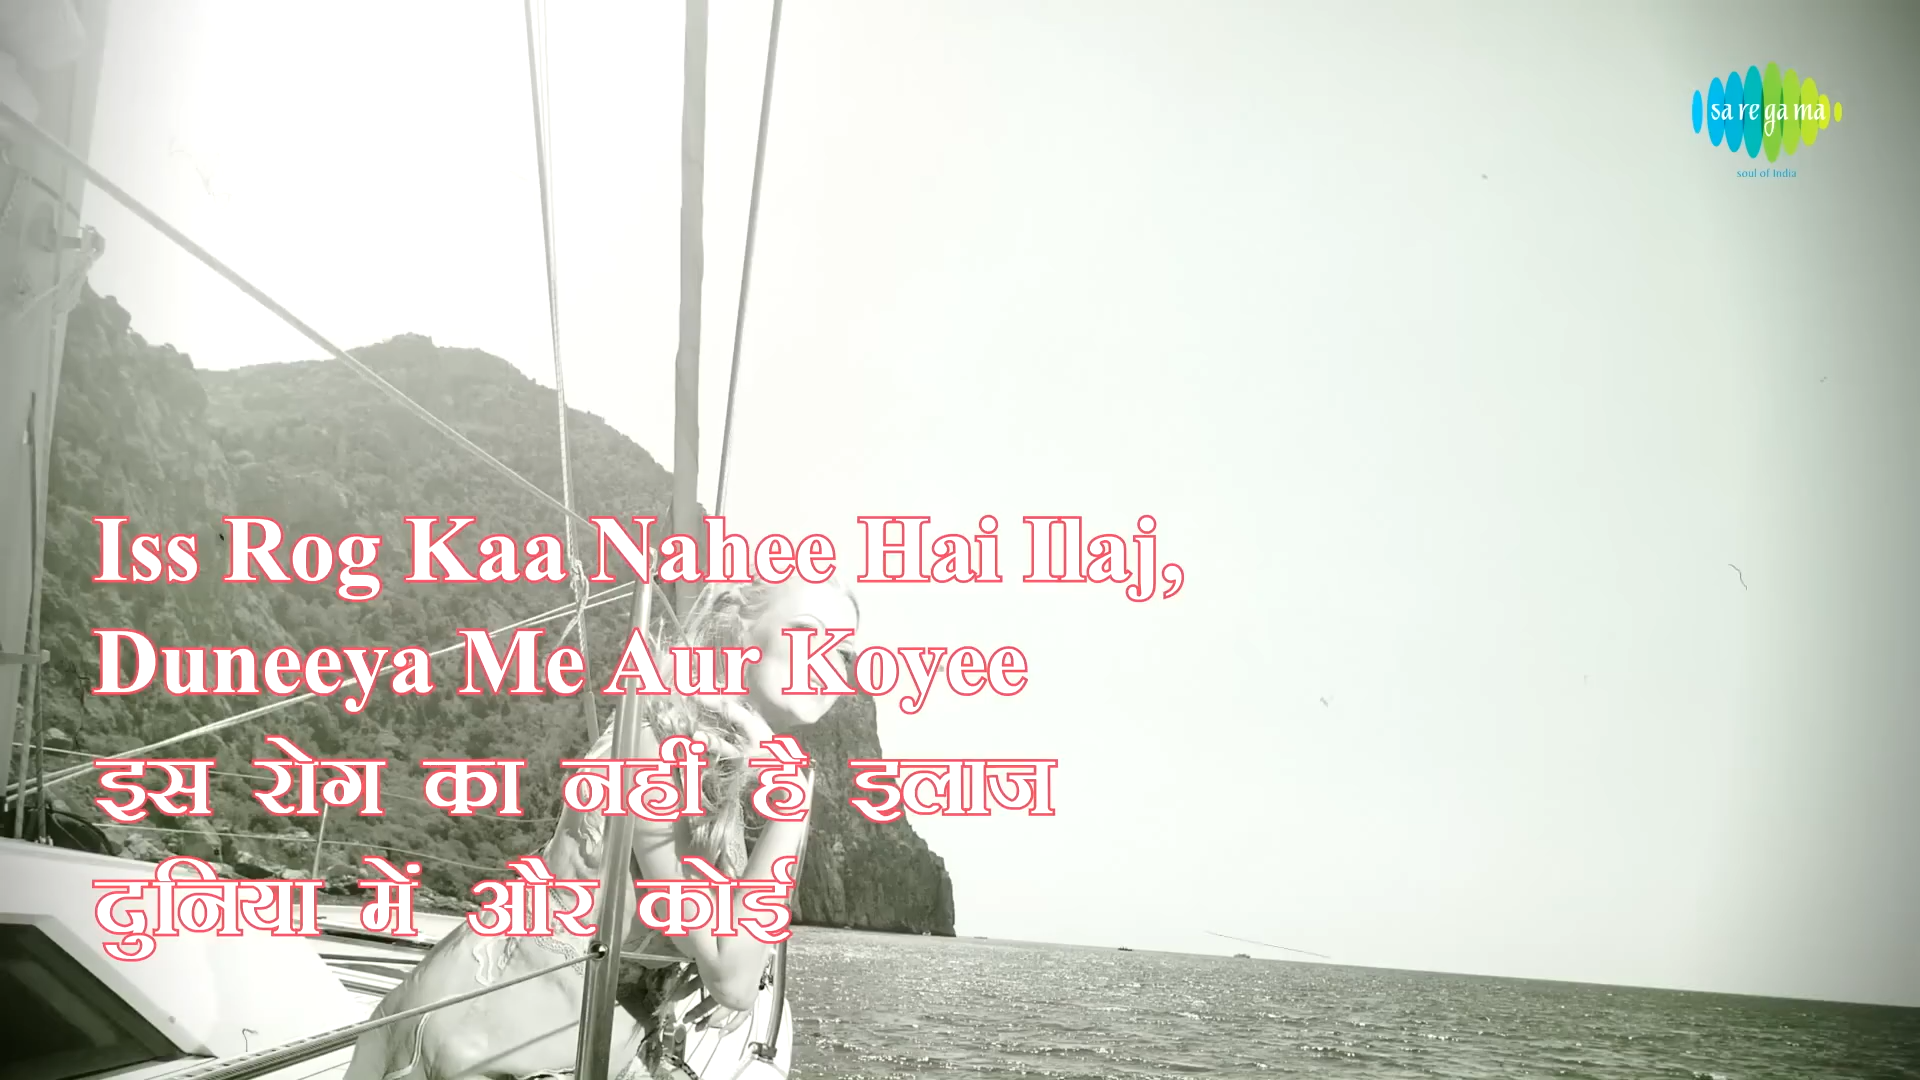 sa re ga ma
soul of India
Iss Rog Kaa Nahee Hai Ilaj,
Duneeya Me Aur Koyee
इस रोग का नहीं है इलाज
दुनिया में और कोई